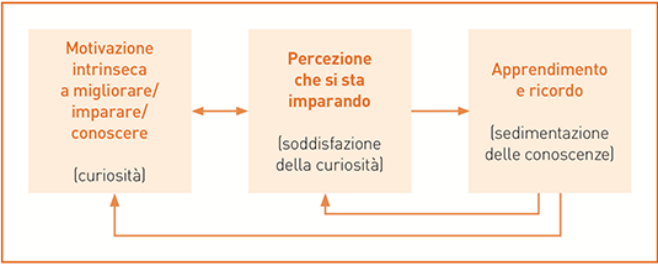 Motivazione
intrinseca
a migliorare/
imparare/
conoscere
(curiosità)
Percezione
che si sta
imparando
(soddisfazione
della curiosità)
Apprendimento
e ricordo
(sedimentazione
delle conoscenze)